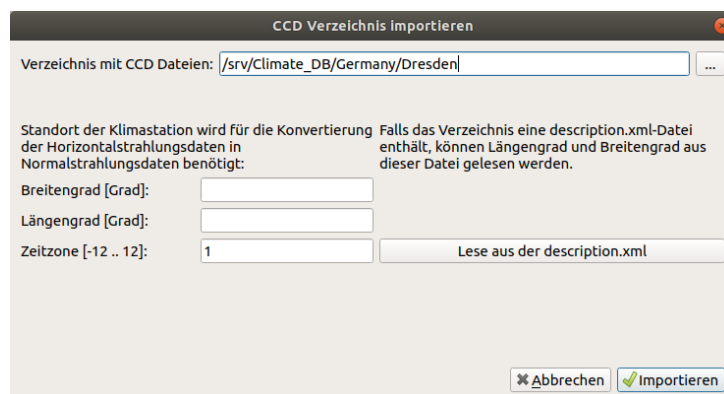 CCD Verzeichnis importieren
Verzeichnis mit CCD Dateien: /srv/Climate_DB/Germany/Dresden ...
Standort der Klimastation wird für die Konvertierung
der Horizontalstrahlungsdaten in
Normalstrahlungsdaten benötigt:
Falls das Verzeichnis eine description.xml-Datei
enthält, können Längengrad und Breitengrad aus
dieser Datei gelesen werden.
Breitengrad [Grad]:
Längengrad [Grad]:
Zeitzone [-12 .. 12]: 1 Lese aus der description.xml
Abbrechen Importieren